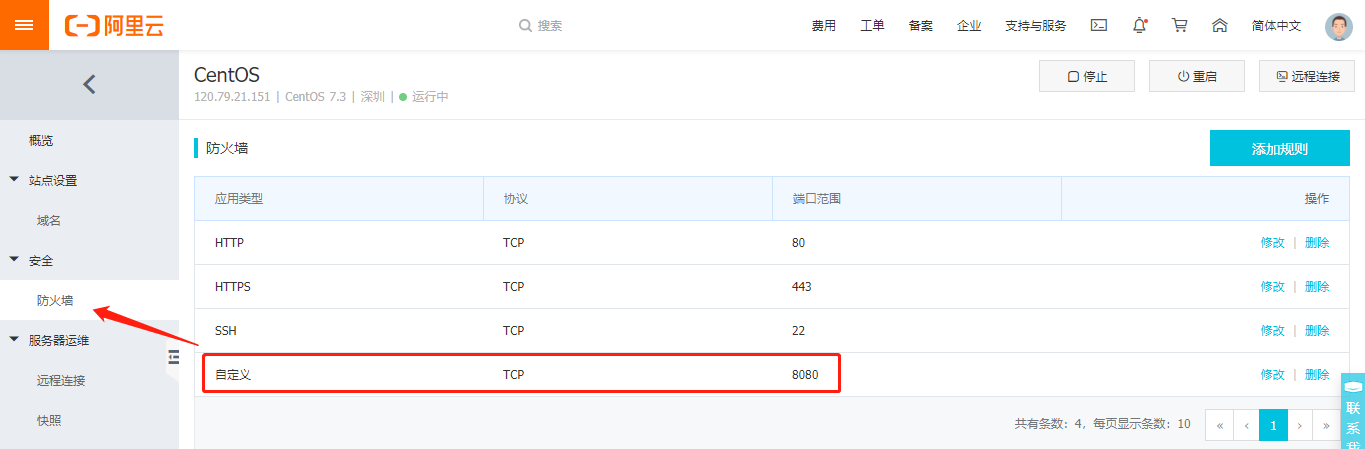 阿里云 搜索 费用 工单 备案 企业 支持与服务 简体中文
CentOS 停止 重启 远程连接
120.79.21.151 | CentOS 7.3 | 深圳 | 运行中
概览
站点设置
域名
安全
防火墙
服务器运维
远程连接
快照
防火墙 添加规则
应用类型 协议 端口范围 操作
HTTP TCP 80 修改 | 删除
HTTPS TCP 443 修改 | 删除
SSH TCP 22 修改 | 删除
自定义 TCP 8080 修改 | 删除
共有条数：4，每页显示条数：10 « ‹ 1 › »
联系我